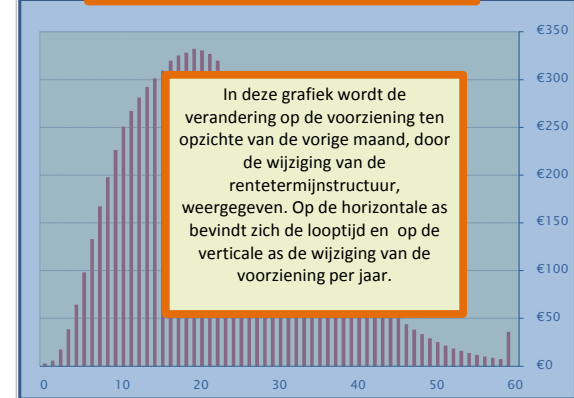 €350
€300
In deze grafiek wordt de
verandering op de voorziening ten
opzichte van de vorige maand, door
de wijziging van de
rentetermijnstructuur,
weergegeven. Op de horizontale as
bevindt zich de looptijd en  op de
verticale as de wijziging van de
voorziening per jaar.
€250
€200
€150
€100
€50
€0
0 10 20 30 40 50 60